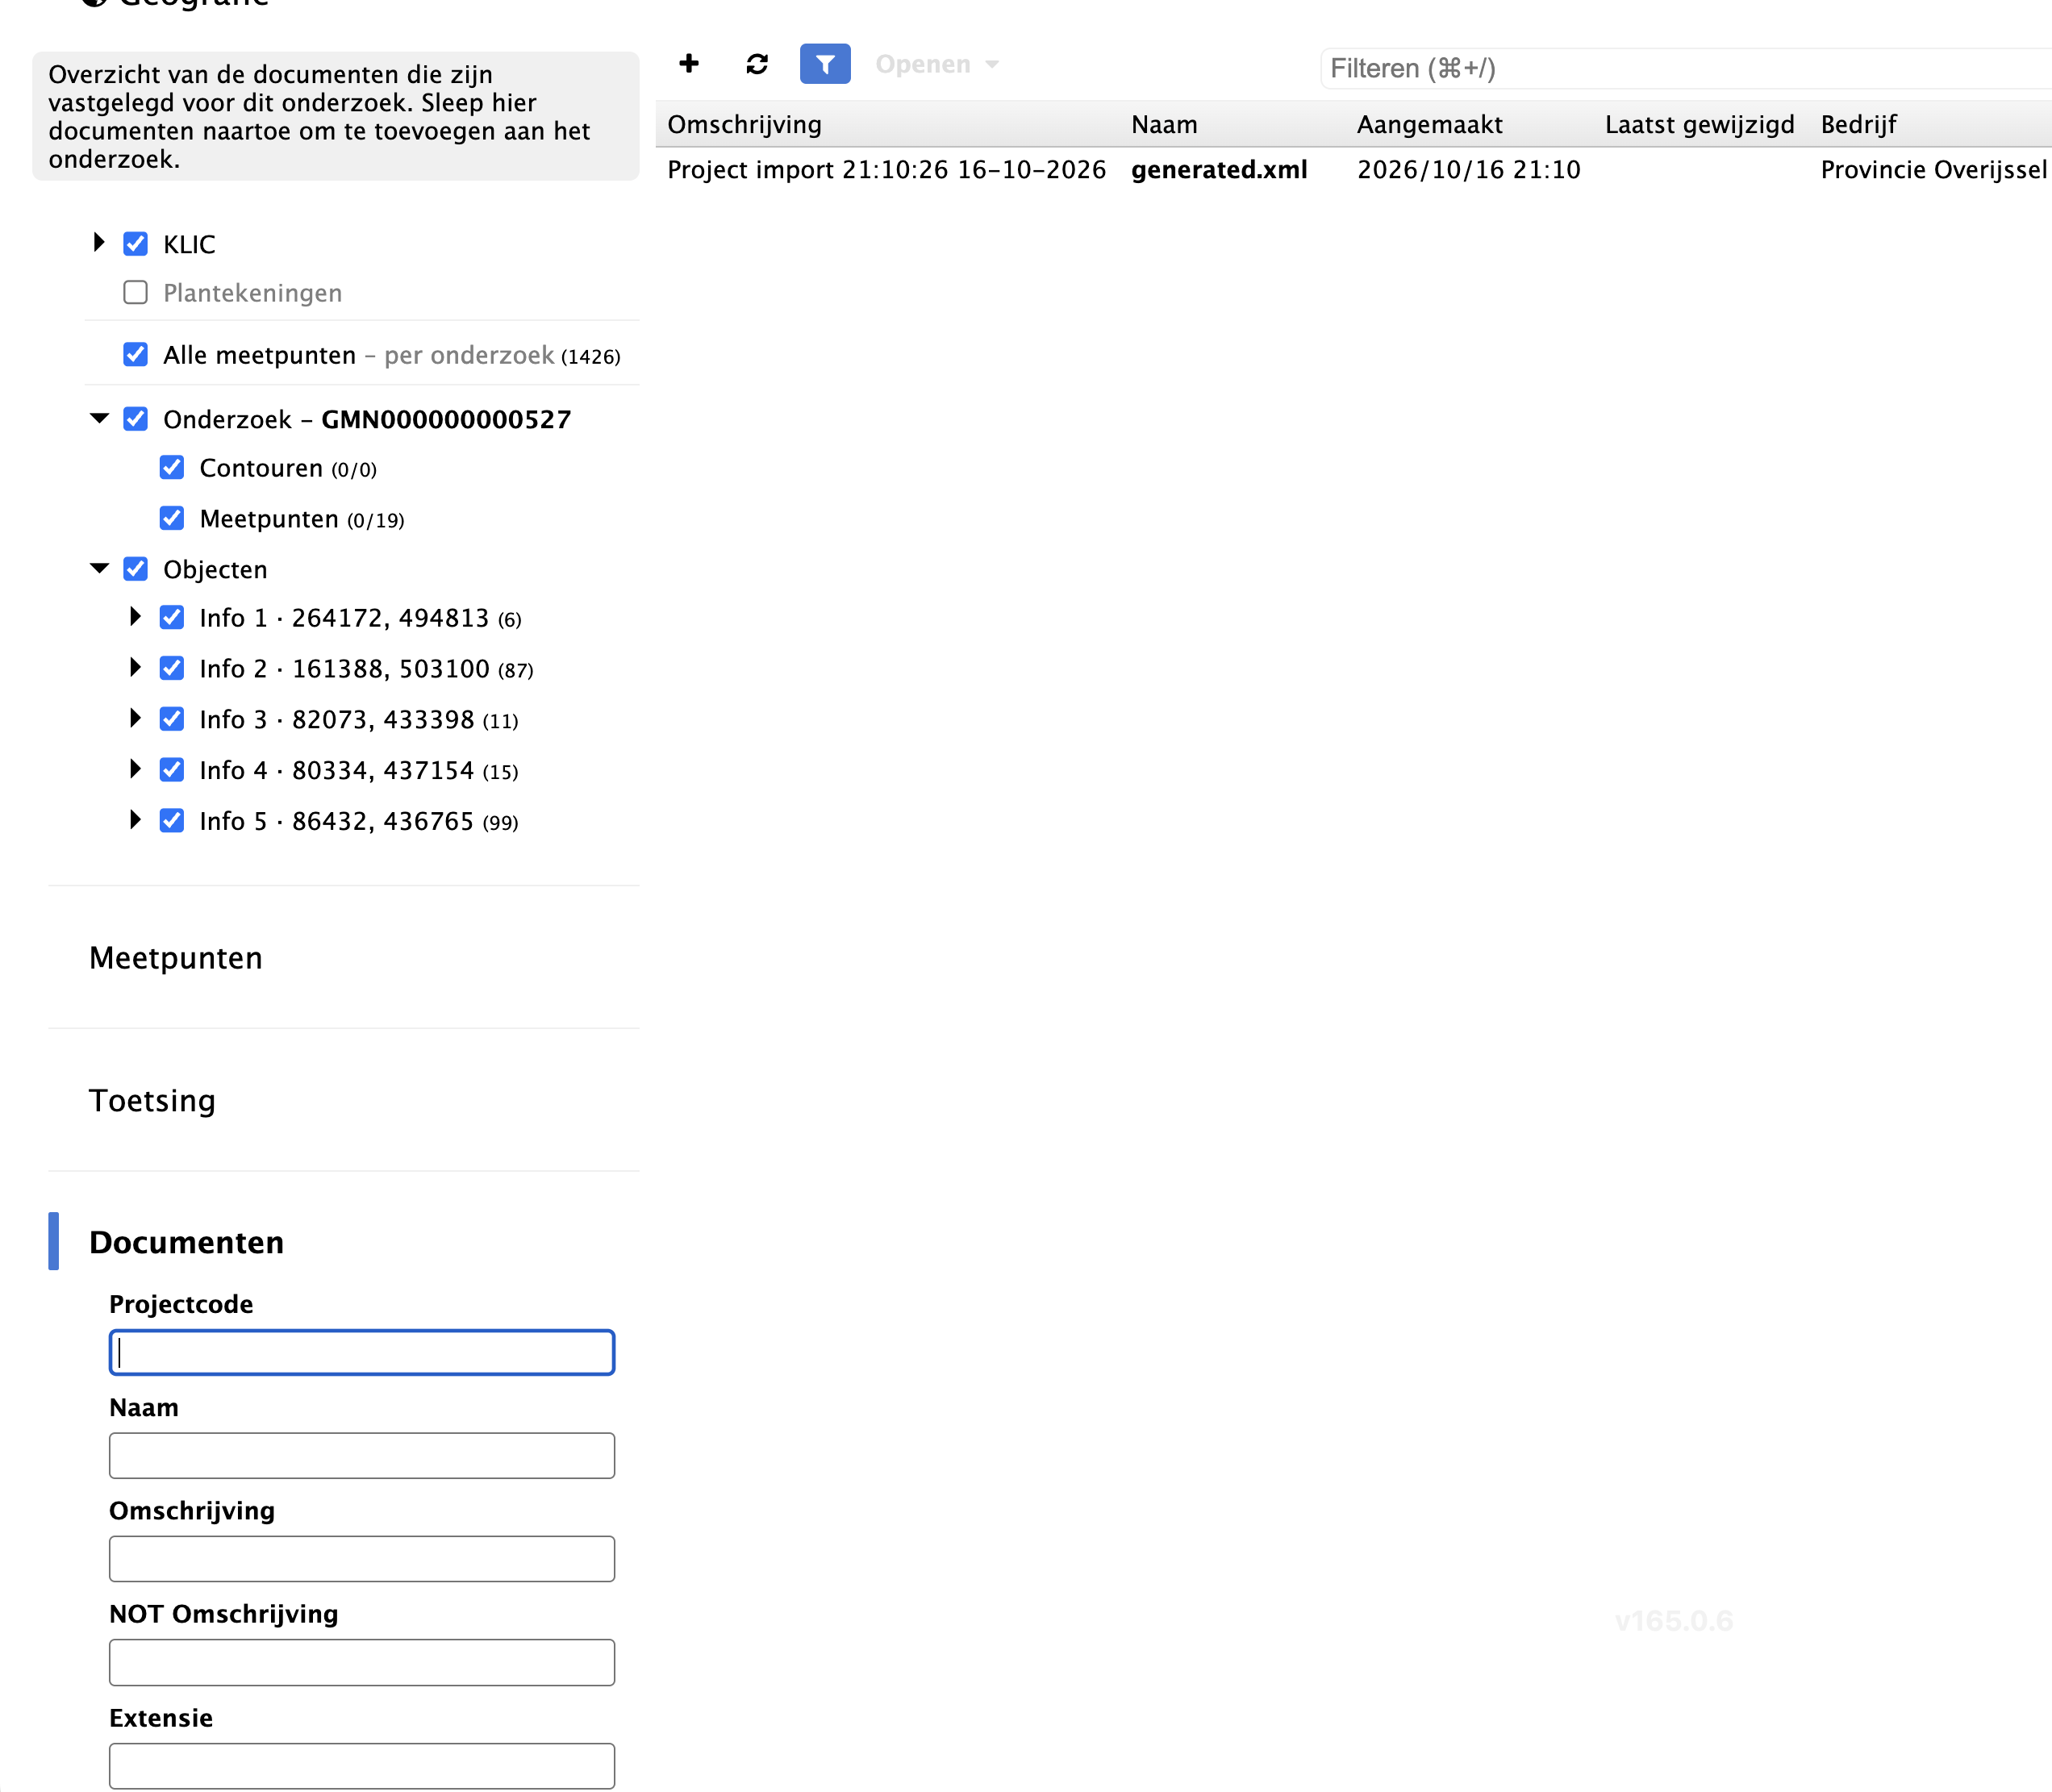 Geografie
Overzicht van de documenten die zijn
vastgelegd voor dit onderzoek. Sleep hier
documenten naartoe om te toevoegen aan het
onderzoek.
KLIC
Plantekeningen
Alle meetpunten – per onderzoek (1426)
Onderzoek – GMN000000000527
Contouren (0/0)
Meetpunten (0/19)
Objecten
Info 1 · 264172, 494813 (6)
Info 2 · 161388, 503100 (87)
Info 3 · 82073, 433398 (11)
Info 4 · 80334, 437154 (15)
Info 5 · 86432, 436765 (99)
Meetpunten
Toetsing
Documenten
Projectcode
Naam
Omschrijving
NOT Omschrijving
Extensie
Openen
Filteren (⌘+/)
Omschrijving Naam Aangemaakt Laatst gewijzigd Bedrijf
Project import 21:10:26 16-10-2026 generated.xml 2026/10/16 21:10 Provincie Overijssel
v165.0.6